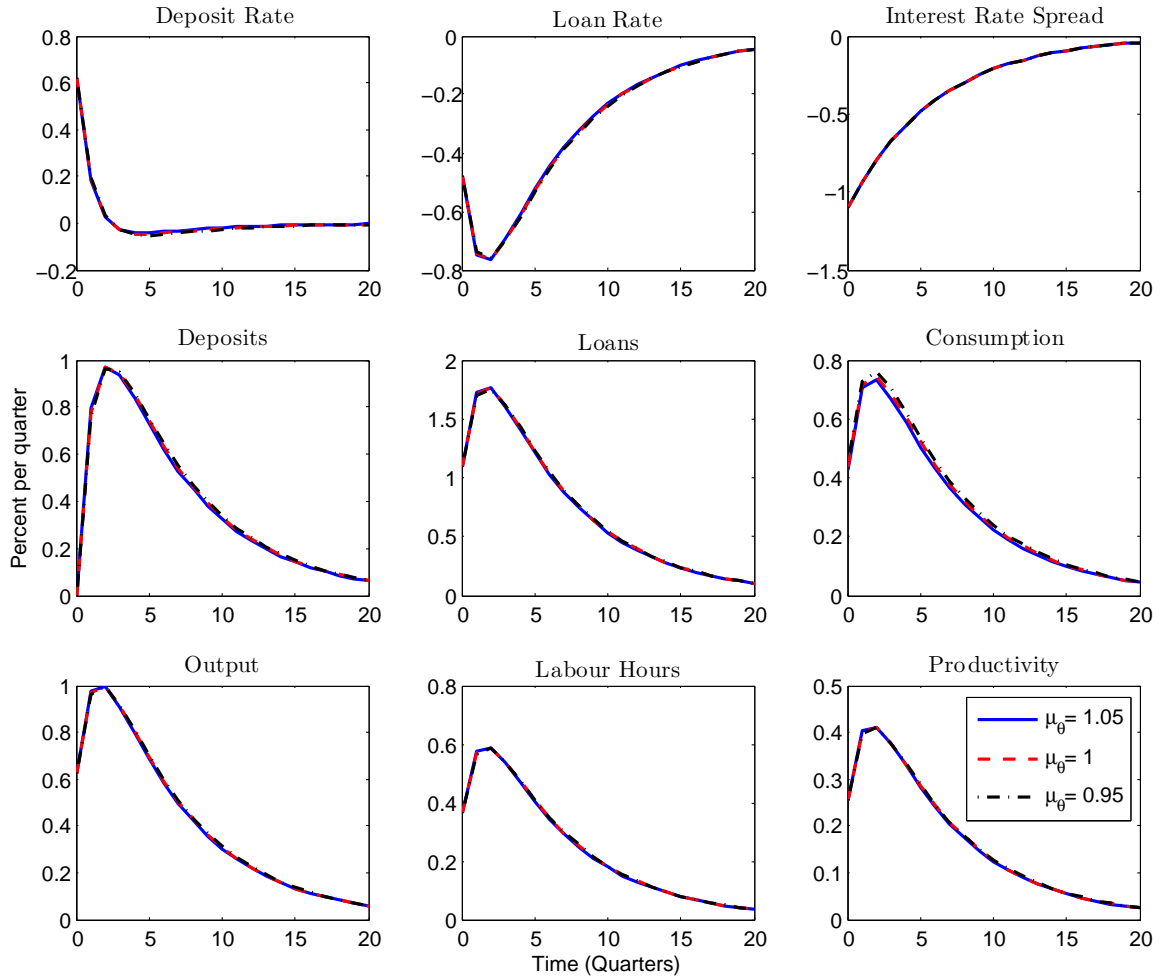 Deposit Rate
Loan Rate
Interest Rate Spread
0.8
0.6
0.4
0.2
0
−0.2
0 5 10 15 20
0
−0.2
−0.4
−0.6
−0.8
0 5 10 15 20
0
−0.5
−1
−1.5
0 5 10 15 20
Deposits
Loans
Consumption
Percent per quarter
1
0.8
0.6
0.4
0.2
0
0 5 10 15 20
2
1.5
1
0.5
0
0 5 10 15 20
0.8
0.6
0.4
0.2
0
0 5 10 15 20
Output
Labour Hours
Productivity
1
0.8
0.6
0.4
0.2
0
0 5 10 15 20
0.8
0.6
0.4
0.2
0
0 5 10 15 20
Time (Quarters)
0.5
0.4
0.3
0.2
0.1
0
0 5 10 15 20
μθ= 1.05
μθ= 1
μθ= 0.95